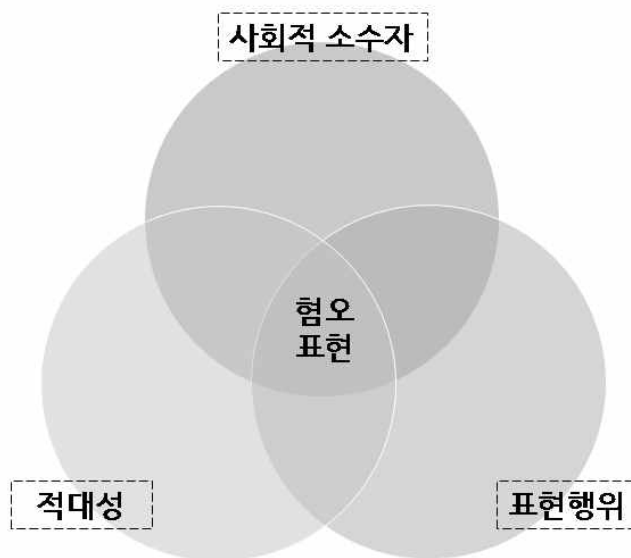 사회적 소수자
혐오
표현
적대성
표현행위